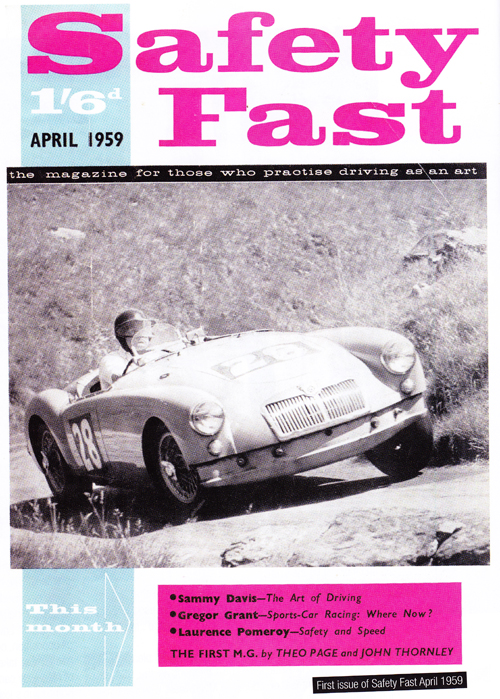 Safety
Fast
1'6d
APRIL 1959
the magazine for those who practise driving as an art
28
28
This
month
•Sammy Davis—The Art of Driving
•Gregor Grant—Sports-Car Racing: Where Now?
•Laurence Pomeroy—Safety and Speed
THE FIRST M.G. by THEO PAGE and JOHN THORNLEY
First issue of Safety Fast April 1959